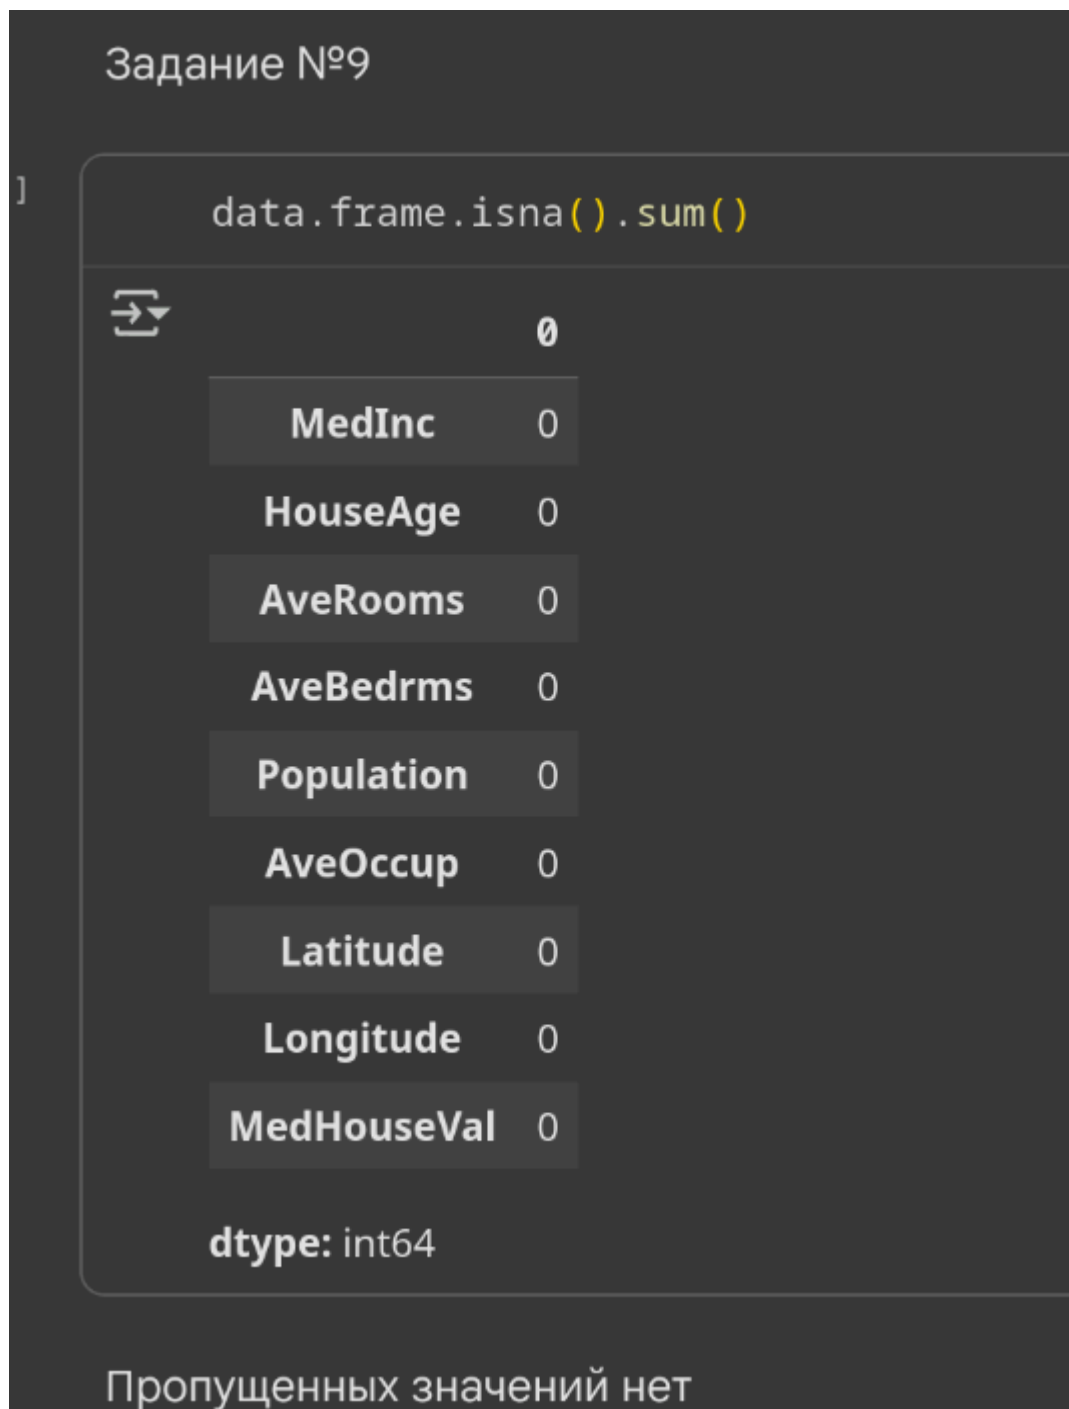 Задание №9
]
data.frame.isna().sum()
0
MedInc 0
HouseAge 0
AveRooms 0
AveBedrms 0
Population 0
AveOccup 0
Latitude 0
Longitude 0
MedHouseVal 0
dtype: int64
Пропущенных значений нет